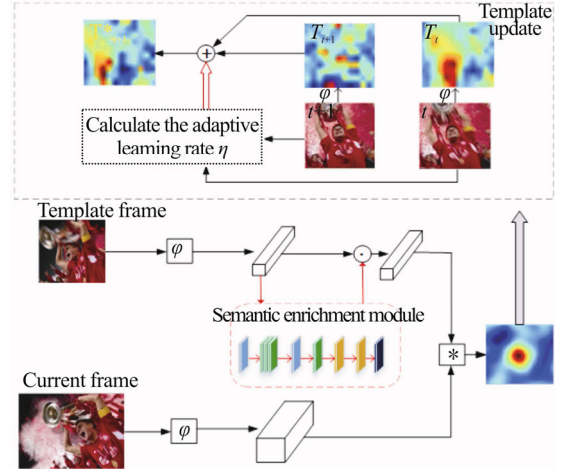 Template
update
T_{t+1}
T_t
+
φ
φ
t+1
t
Calculate the adaptive
learning rate η
Template frame
φ
Semantic enrichment module
*
Current frame
φ